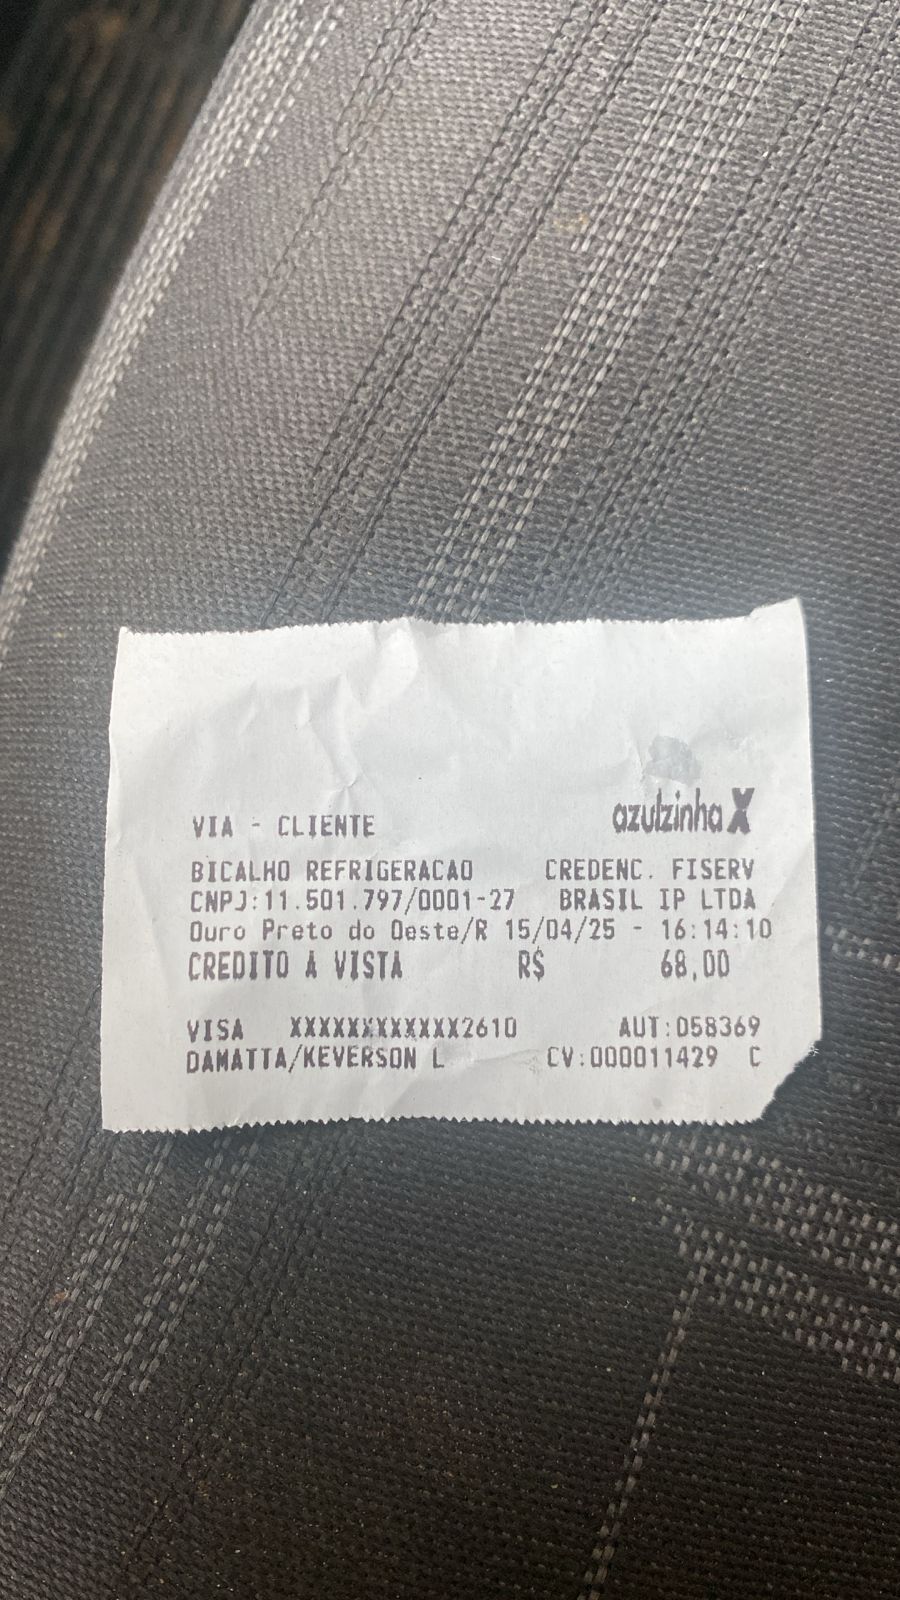 VIA - CLIENTE azulzinha X
BICALHO REFRIGERACAO CREDENC. FISERV
CNPJ:11.501.797/0001-27 BRASIL IP LTDA
Ouro Preto do Oeste/R 15/04/25 - 16:14:10
CREDITO A VISTA R$ 68,00
VISA XXXXXXXXXXXX2610 AUT:058369
DAMATTA/KEVERSON L CV:000011429 C